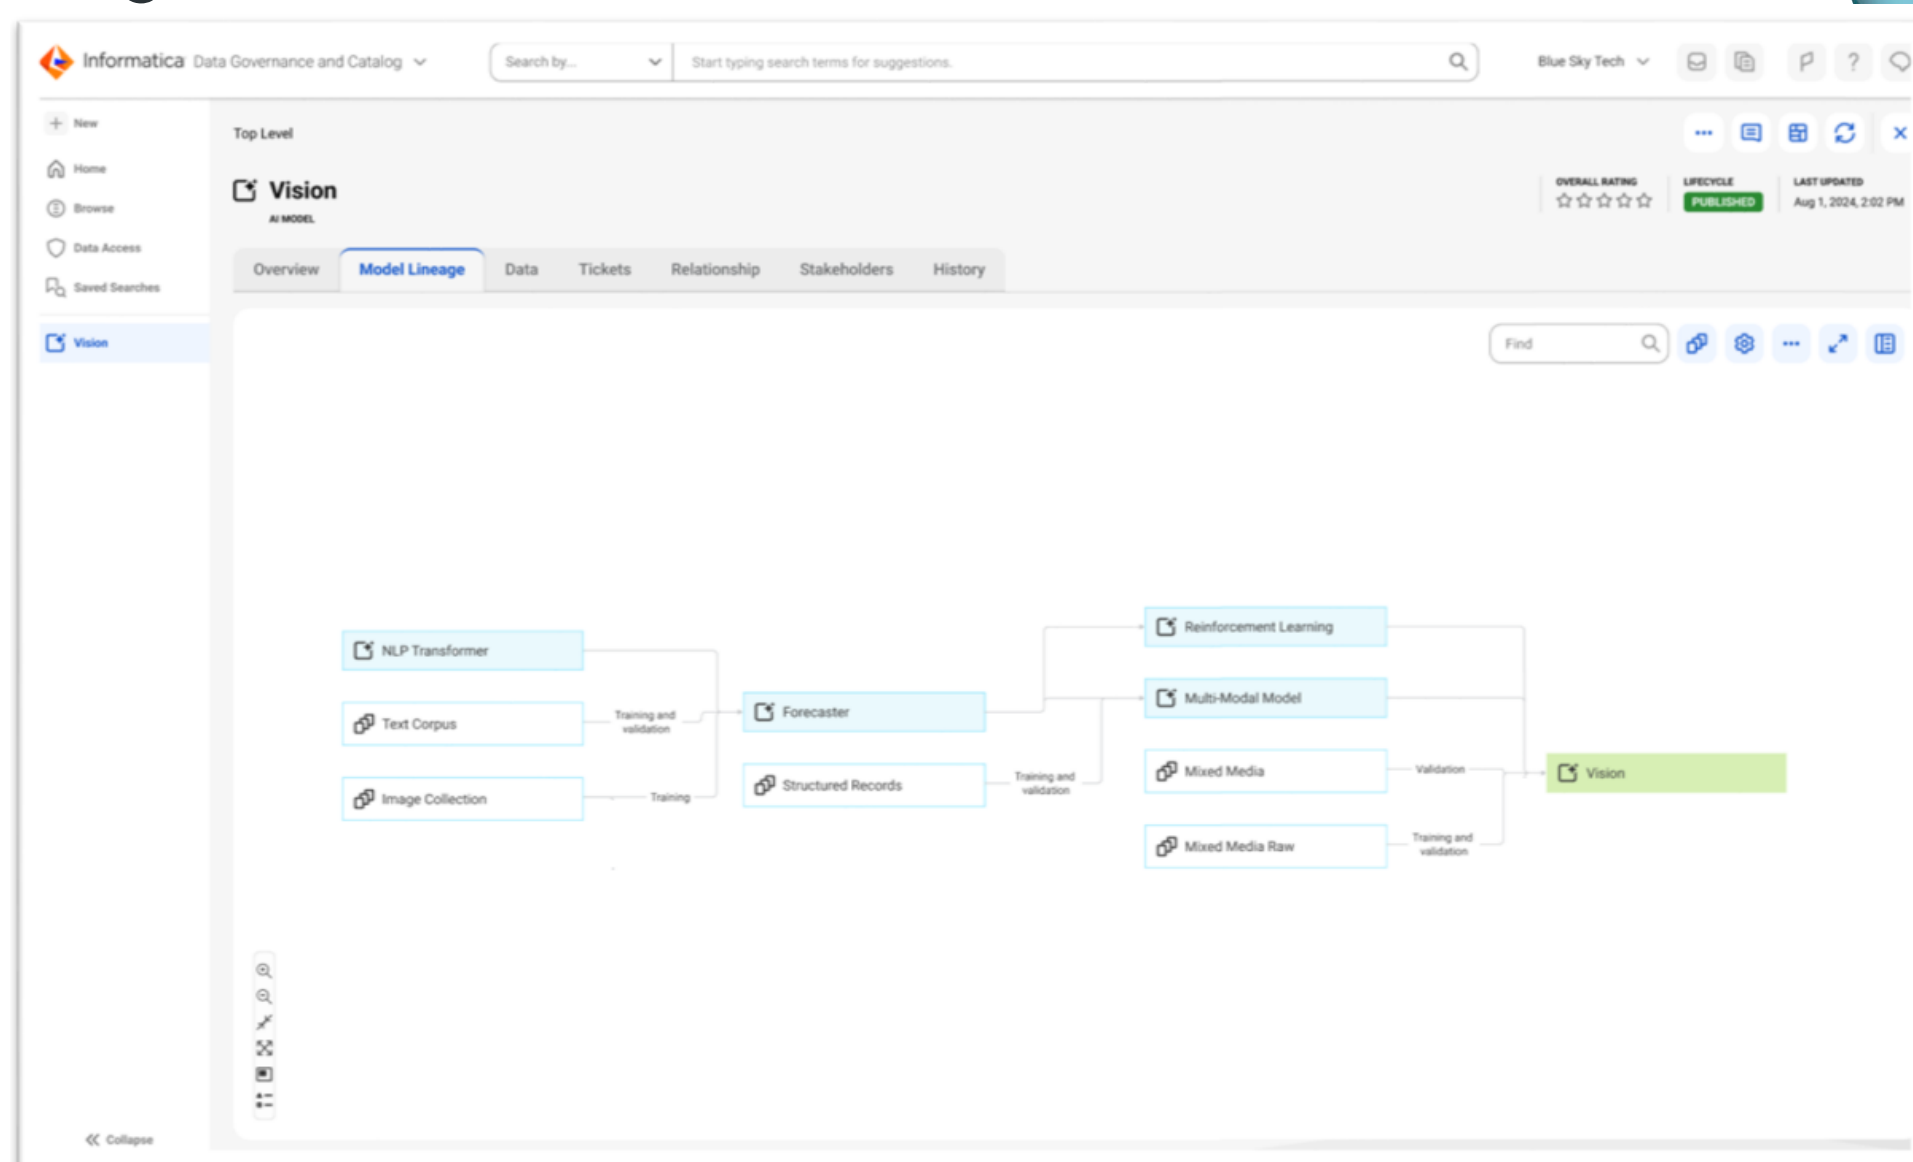 Informatica Data Governance and Catalog
Search by...
Start typing search terms for suggestions.
Blue Sky Tech
New
Home
Browse
Data Access
Saved Searches
Vision
Collapse
Top Level
Vision
AI MODEL
OVERALL RATING
LIFECYCLE
PUBLISHED
LAST UPDATED
Aug 1, 2024, 2:02 PM
Overview
Model Lineage
Data
Tickets
Relationship
Stakeholders
History
Find
NLP Transformer
Text Corpus
Training and
validation
Image Collection
Training
Forecaster
Structured Records
Training and
validation
Reinforcement Learning
Multi-Modal Model
Mixed Media
Validation
Mixed Media Raw
Training and
validation
Vision